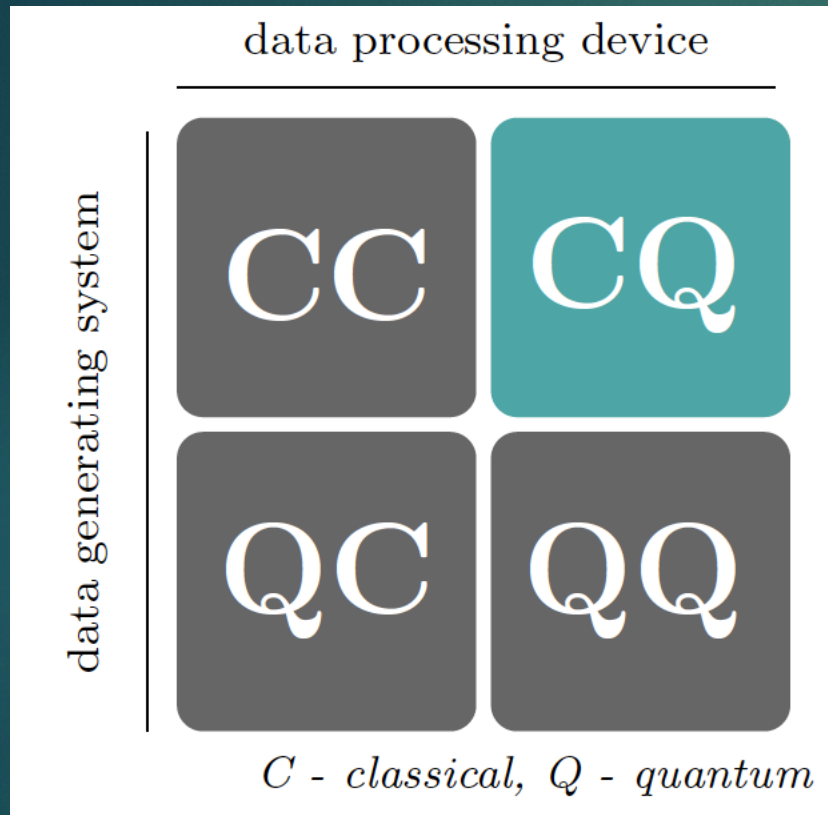 data processing device
data generating system
CC CQ
QC QQ
C - classical, Q - quantum